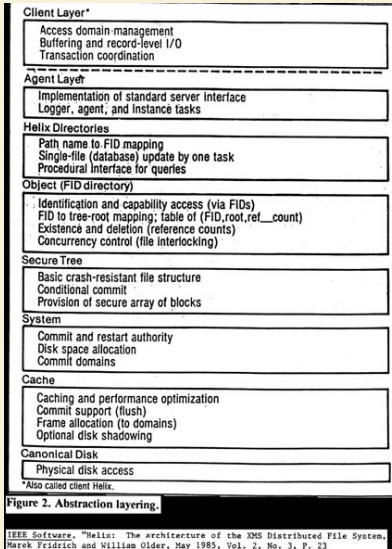 Client Layer*
Access domain management
Buffering and record-level I/O
Transaction coordination
Agent Layer
Implementation of standard server interface
Logger, agent, and instance tasks
Helix Directories
Path name to FID mapping
Single-file (database) update by one task
Procedural interface for queries
Object (FID directory)
Identification and capability access (via FIDs)
FID to tree-root mapping; table of (FID,root,ref_count)
Existence and deletion (reference counts)
Concurrency control (file interlocking)
Secure Tree
Basic crash-resistant file structure
Conditional commit
Provision of secure array of blocks
System
Commit and restart authority
Disk space allocation
Commit domains
Cache
Caching and performance optimization
Commit support (flush)
Frame allocation (to domains)
Optional disk shadowing
Canonical Disk
Physical disk access
*Also called client Helix.
Figure 2. Abstraction layering.
IEEE Software, "Helix: The architecture of the XMS Distributed File System,
Marek Fridrich and William Older, May 1985, Vol. 2, No. 3, P. 23